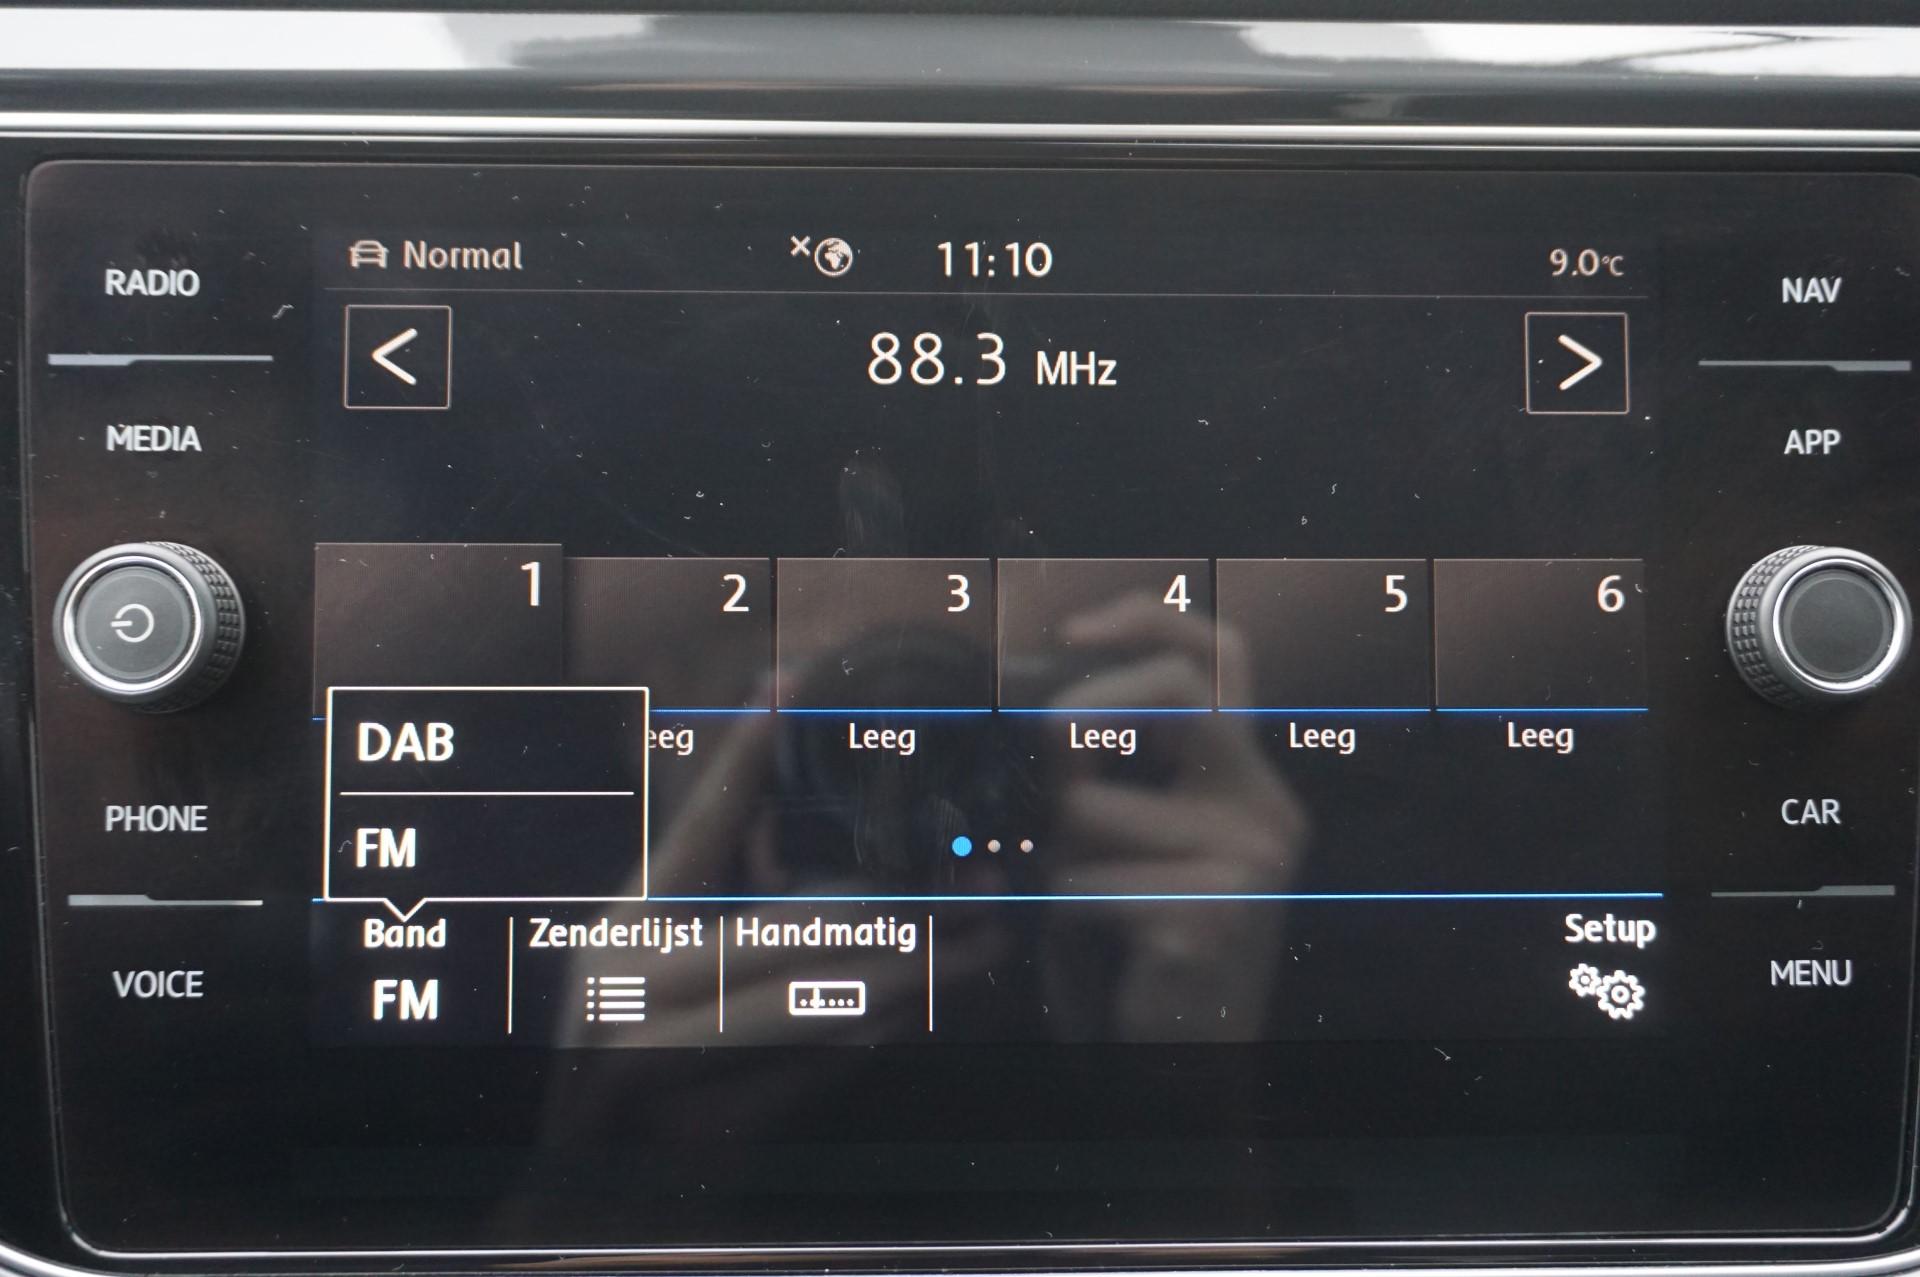 RADIO
MEDIA
PHONE
VOICE
Normal
11:10
9.0°C
<
88.3 MHz
>
1
2
3
4
5
6
eeg
Leeg
Leeg
Leeg
Leeg
DAB
FM
Band
FM
Zenderlijst
Handmatig
Setup
NAV
APP
CAR
MENU